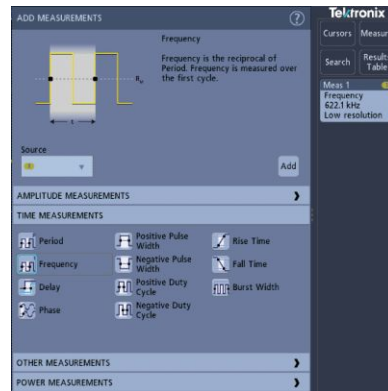 ADD MEASUREMENTS
?
Tektronix
Cursors
Search
Results
Table
Meas 1
Frequency
622.1 kHz
Low resolution
Frequency
Frequency is the reciprocal of
Period. Frequency is measured over
the first cycle.
Source
Add
AMPLITUDE MEASUREMENTS
TIME MEASUREMENTS
Period
Frequency
Delay
Phase
Positive Pulse
Width
Negative Pulse
Width
Positive Duty
Cycle
Negative Duty
Cycle
Rise Time
Fall Time
Burst Width
OTHER MEASUREMENTS
POWER MEASUREMENTS